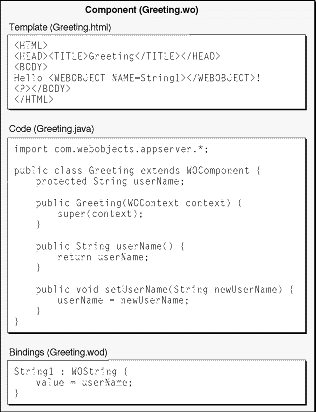 Component (Greeting.wo)
Template (Greeting.html)
<HTML>
<HEAD><TITLE>Greeting</TITLE></HEAD>
<BODY>
Hello <WEBOBJECT NAME=String1></WEBOBJECT>!
<P></BODY>
</HTML>
Code (Greeting.java)
import com.webobjects.appserver.*;
public class Greeting extends WOComponent {
protected String userName;
public Greeting(WOContext context) {
super(context);
}
public String userName() {
return userName;
}
public void setUserName(String newUserName) {
userName = newUserName;
}
}
Bindings (Greeting.wod)
String1 : WOString {
value = userName;
}